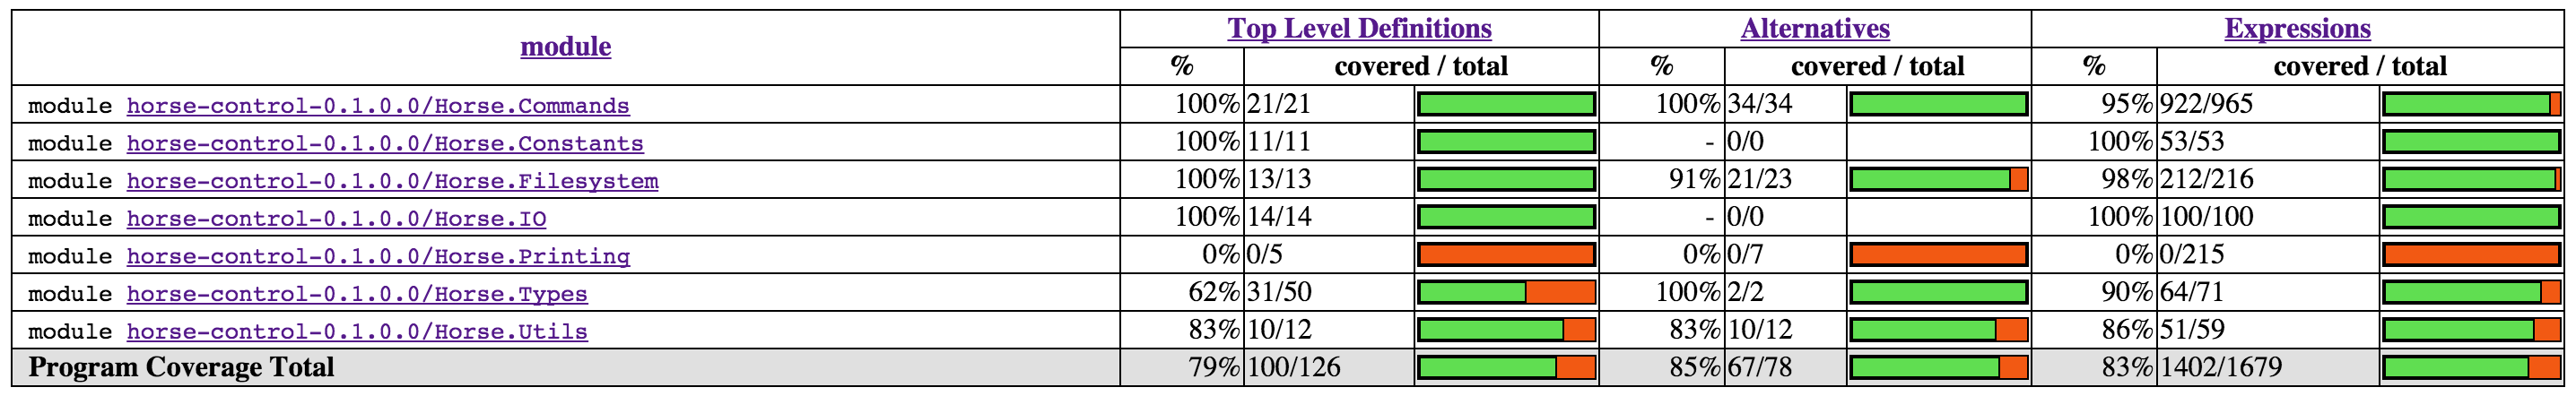 module Top Level Definitions Alternatives Expressions
% covered / total % covered / total % covered / total
module horse-control-0.1.0.0/Horse.Commands 100% 21/21 100% 34/34 95% 922/965
module horse-control-0.1.0.0/Horse.Constants 100% 11/11 - 0/0 100% 53/53
module horse-control-0.1.0.0/Horse.Filesystem 100% 13/13 91% 21/23 98% 212/216
module horse-control-0.1.0.0/Horse.IO 100% 14/14 - 0/0 100% 100/100
module horse-control-0.1.0.0/Horse.Printing 0% 0/5 0% 0/7 0% 0/215
module horse-control-0.1.0.0/Horse.Types 62% 31/50 100% 2/2 90% 64/71
module horse-control-0.1.0.0/Horse.Utils 83% 10/12 83% 10/12 86% 51/59
Program Coverage Total 79% 100/126 85% 67/78 83% 1402/1679